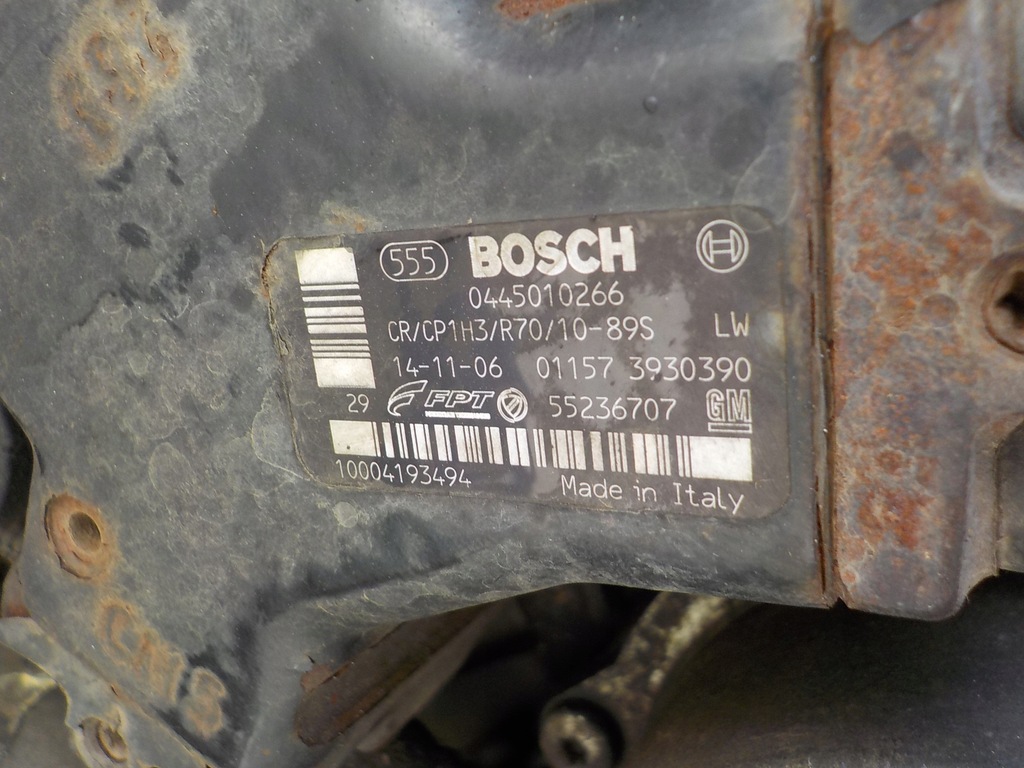 555 BOSCH
0445010266
CR/CP1H3/R70/10-89S LW
14-11-06 01157 3930390
29 FPT 55236707 GM
10004193494
Made in Italy